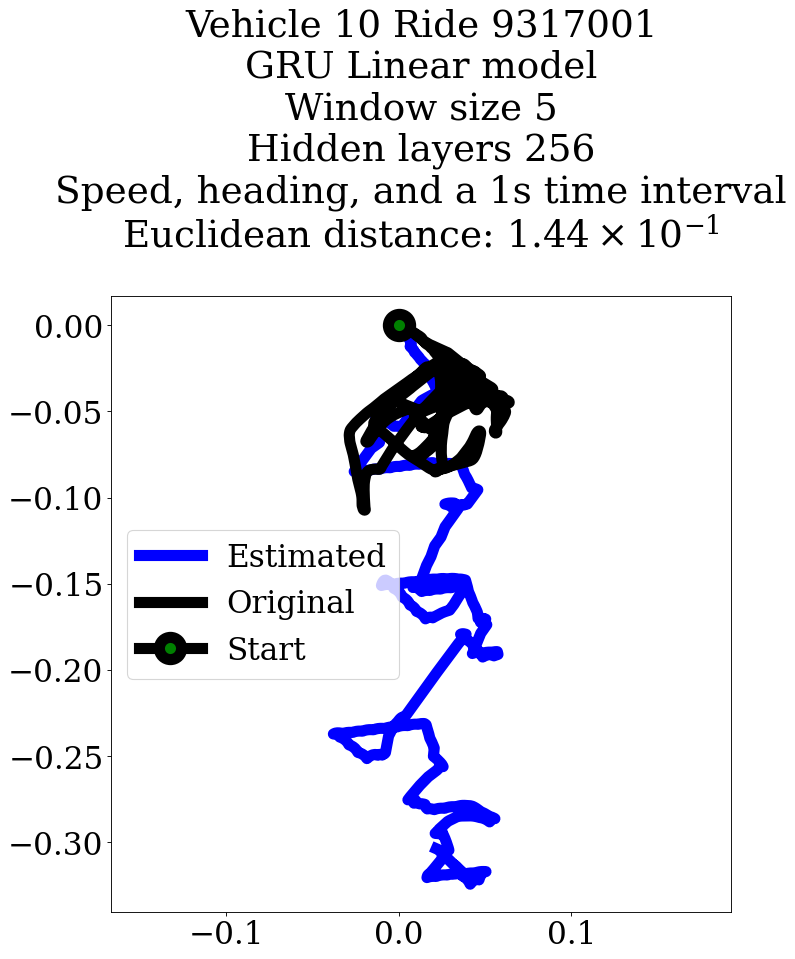 Vehicle 10 Ride 9317001
GRU Linear model
Window size 5
Hidden layers 256
Speed, heading, and a 1s time interval
Euclidean distance: 1.44 × 10⁻¹
0.00
−0.05
−0.10
−0.15
−0.20
−0.25
−0.30
Estimated
Original
Start
−0.1
0.0
0.1